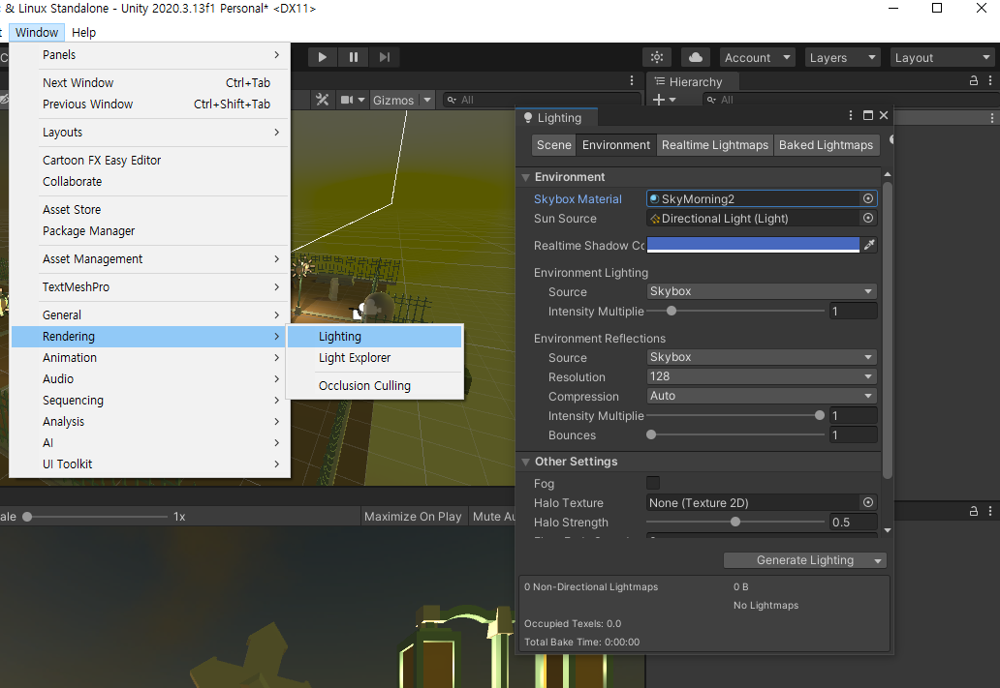 & Linux Standalone - Unity 2020.3.13f1 Personal* <DX11>
Window Help
Account Layers Layout
Panels
Next Window Ctrl+Tab
Previous Window Ctrl+Shift+Tab
Layouts
Cartoon FX Easy Editor
Collaborate
Asset Store
Package Manager
Asset Management
TextMeshPro
General
Rendering
Animation
Audio
Sequencing
Analysis
AI
UI Toolkit
Lighting
Light Explorer
Occlusion Culling
Gizmos All
Hierarchy
All
Lighting
Scene Environment Realtime Lightmaps Baked Lightmaps
Environment
Skybox Material SkyMorning2
Sun Source Directional Light (Light)
Realtime Shadow Co
Environment Lighting
Source Skybox
Intensity Multiplie 1
Environment Reflections
Source Skybox
Resolution 128
Compression Auto
Intensity Multiplie 1
Bounces 1
Other Settings
Fog
Halo Texture None (Texture 2D)
Halo Strength 0.5
Generate Lighting
0 Non-Directional Lightmaps 0 B
No Lightmaps
Occupied Texels: 0.0
Total Bake Time: 0:00:00
ale 1x Maximize On Play Mute Au